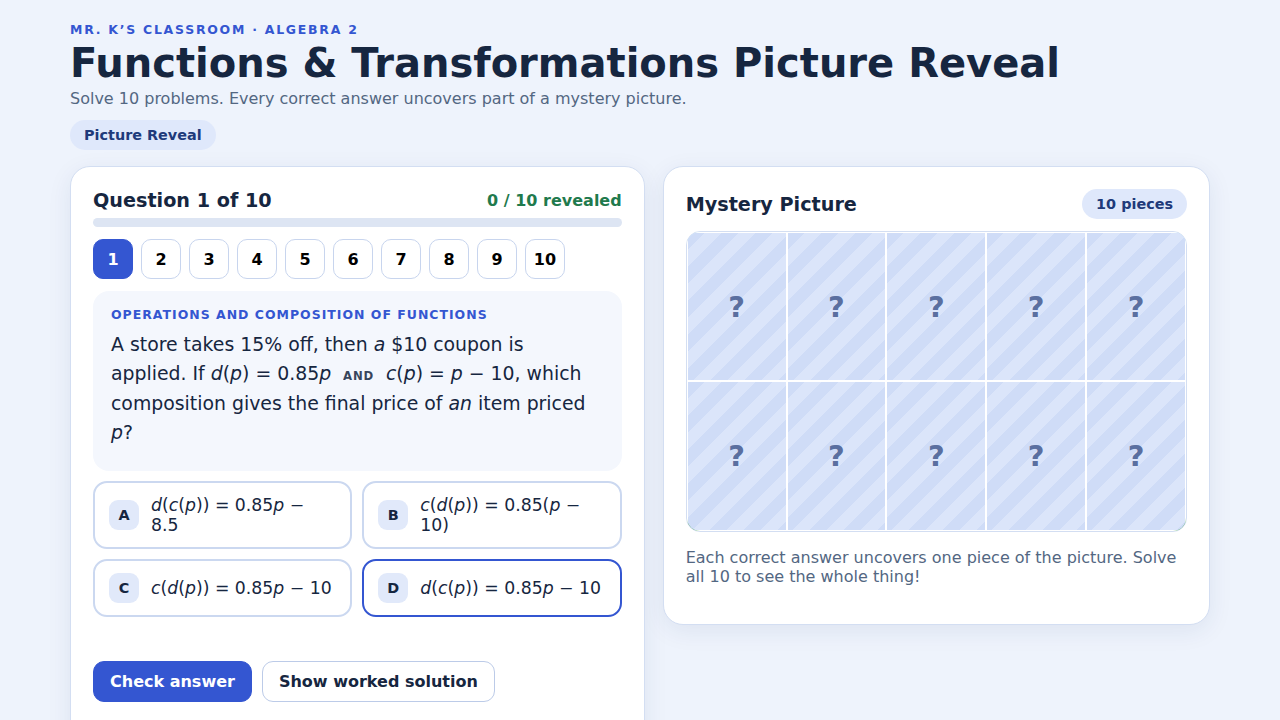 MR. K’S CLASSROOM · ALGEBRA 2
Functions & Transformations Picture Reveal
Solve 10 problems. Every correct answer uncovers part of a mystery picture.
Picture Reveal
Question 1 of 10
0 / 10 revealed
1 2 3 4 5 6 7 8 9 10
OPERATIONS AND COMPOSITION OF FUNCTIONS
A store takes 15% off, then a $10 coupon is
applied. If d(p) = 0.85p AND c(p) = p − 10, which
composition gives the final price of an item priced
p?
A
d(c(p)) = 0.85p −
8.5
B
c(d(p)) = 0.85(p −
10)
C
c(d(p)) = 0.85p − 10
D
d(c(p)) = 0.85p − 10
Check answer
Show worked solution
Mystery Picture
10 pieces
? ? ? ? ?
? ? ? ? ?
Each correct answer uncovers one piece of the picture. Solve
all 10 to see the whole thing!